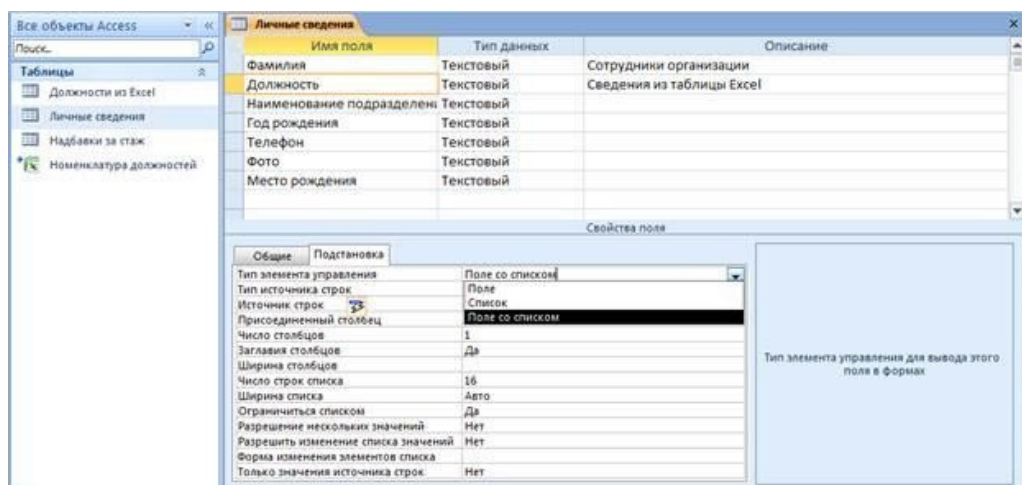 Все объекты Access
Поиск...
Таблицы
Должности из Excel
Личные сведения
Надбавки за стаж
Номенклатура должностей
Личные сведения
Имя поля Тип данных Описание
Фамилия Текстовый Сотрудники организации
Должность Текстовый Сведения из таблицы Excel
Наименование подразделени Текстовый
Год рождения Текстовый
Телефон Текстовый
Фото Текстовый
Место рождения Текстовый
Свойства поля
Общие Подстановка
Тип элемента управления Поле со списком
Тип источника строк Поле
Источник строк Список
Присоединенный столбец Поле со списком
Число столбцов 1
Заглавия столбцов Да
Ширина столбцов
Число строк списка 16
Ширина списка Авто
Ограничиться списком Да
Разрешение нескольких значений Нет
Разрешить изменение списка значений Нет
Форма изменения элементов списка
Только значения источника строк Нет
Тип элемента управления для вывода этого
поля в формах